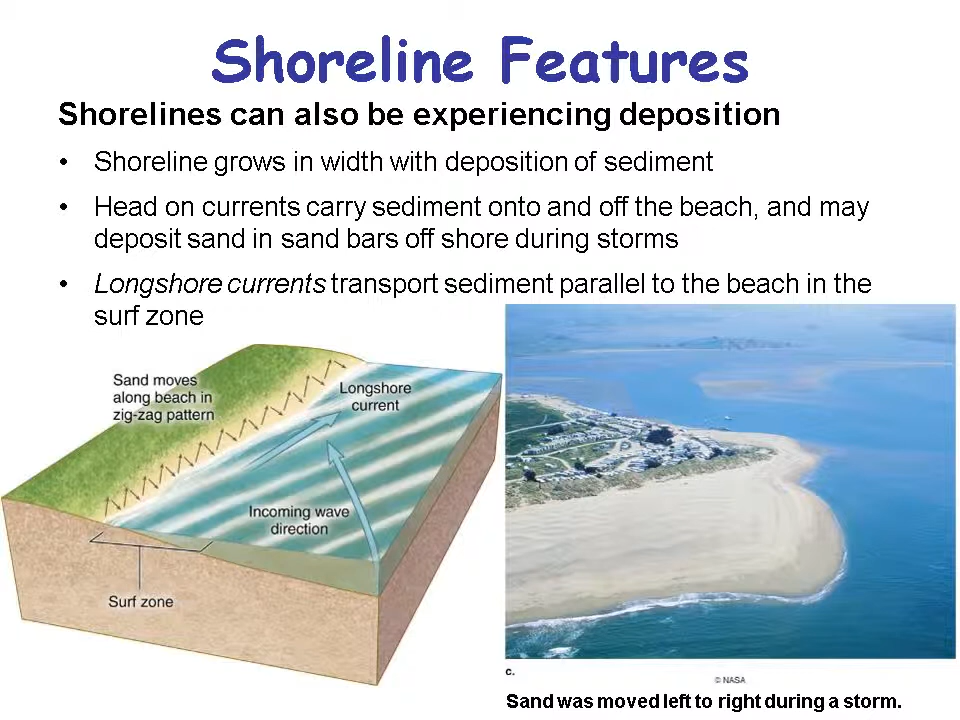 Shoreline Features
Shorelines can also be experiencing deposition
• Shoreline grows in width with deposition of sediment
• Head on currents carry sediment onto and off the beach, and may
deposit sand in sand bars off shore during storms
• Longshore currents transport sediment parallel to the beach in the
surf zone
Sand moves
along beach in
zig-zag pattern
Longshore
current
Incoming wave
direction
Surf zone
c.
© NASA
Sand was moved left to right during a storm.